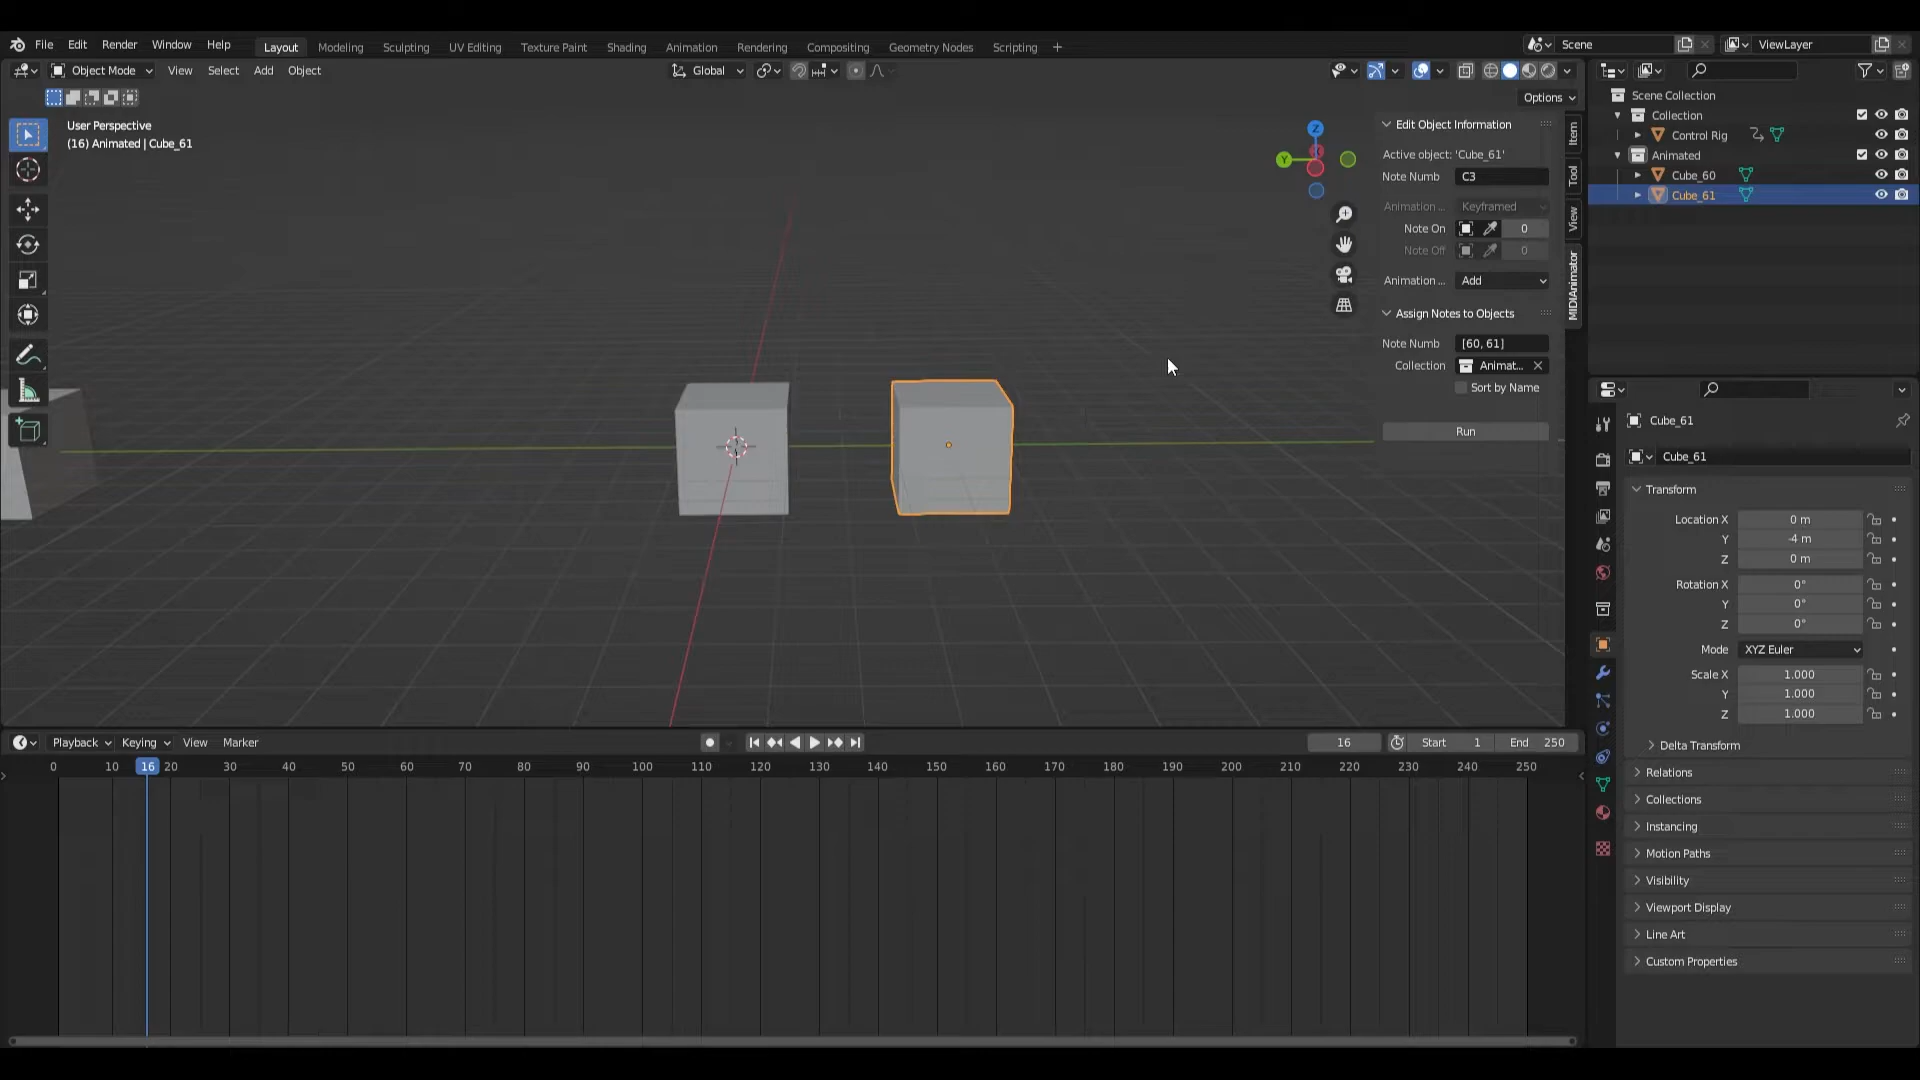 File Edit Render Window Help Layout Modeling Sculpting UV Editing Texture Paint Shading Animation Rendering Compositing Geometry Nodes Scripting + Scene ViewLayer
Object Mode View Select Add Object Global
Options
User Perspective
(16) Animated | Cube_61
Z
Y
Edit Object Information
Active object: 'Cube_61'
Note Numb C3
Animation ... Keyframed
Note On 0
Note Off 0
Animation ... Add
Assign Notes to Objects
Note Numb [60, 61]
Collection Animat...
Sort by Name
Run
Item
Tool
View
MIDIAnimator
Scene Collection
Collection
Control Rig
Animated
Cube_60
Cube_61
Cube_61
Cube_61
Transform
Location X 0 m
Y -4 m
Z 0 m
Rotation X 0°
Y 0°
Z 0°
Mode XYZ Euler
Scale X 1.000
Y 1.000
Z 1.000
Delta Transform
Relations
Collections
Instancing
Motion Paths
Visibility
Viewport Display
Line Art
Custom Properties
Playback Keying View Marker 16 Start 1 End 250
0 10 16 20 30 40 50 60 70 80 90 100 110 120 130 140 150 160 170 180 190 200 210 220 230 240 250